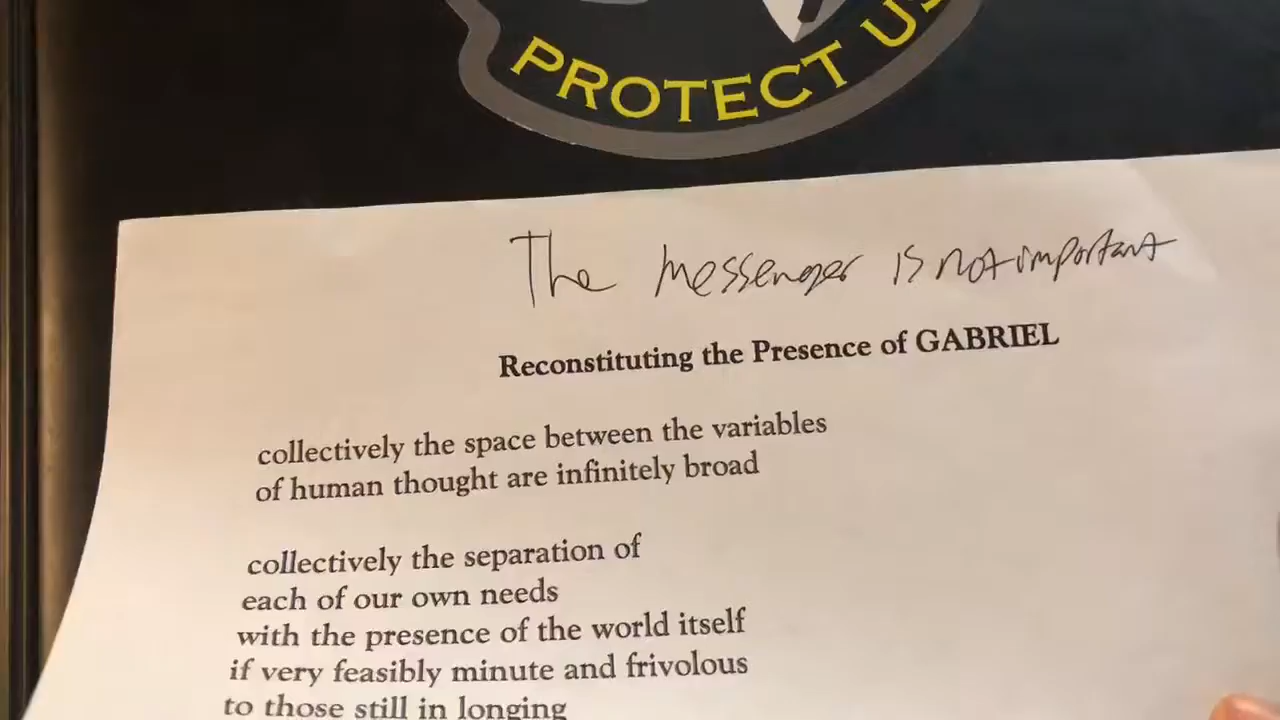 PROTECT US
The Messenger is not important
Reconstituting the Presence of GABRIEL
collectively the space between the variables
of human thought are infinitely broad
collectively the separation of
each of our own needs
with the presence of the world itself
if very feasibly minute and frivolous
to those still in longing